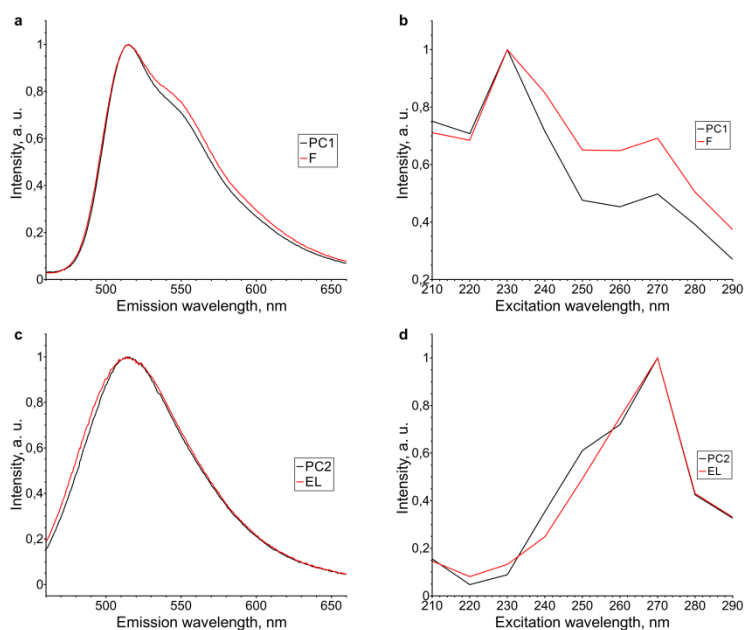 a
Intensity, a. u.
1
0,8
0,6
0,4
0,2
0
PC1
F
500
550
600
650
Emission wavelength, nm
b
Intensity, a. u.
1
0,8
0,6
0,4
0,2
PC1
F
210 220 230 240 250 260 270 280 290
Excitation wavelength, nm
c
Intensity, a. u.
1
0,8
0,6
0,4
0,2
0
PC2
EL
500
550
600
650
Emission wavelength, nm
d
Intensity, a. u.
1
0,8
0,6
0,4
0,2
0
PC2
EL
210 220 230 240 250 260 270 280 290
Excitation wavelength, nm